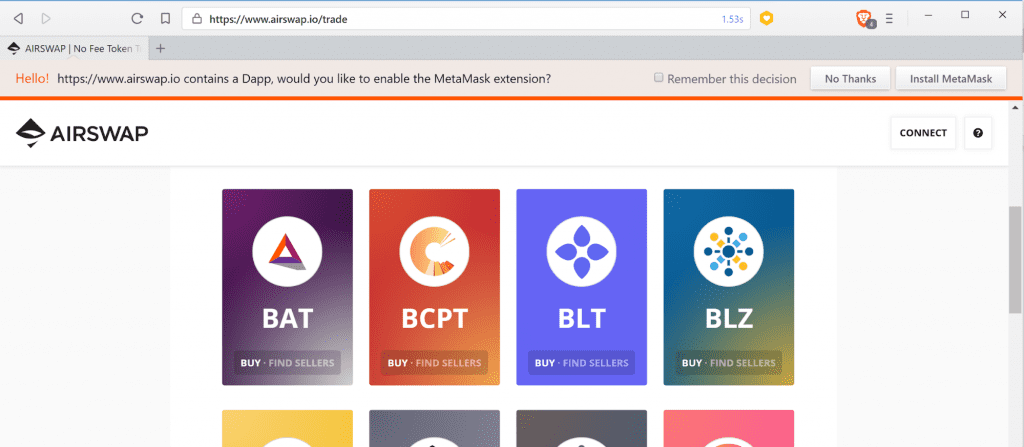 https://www.airswap.io/trade
1.53s
4
AIRSWAP | No Fee Token
Hello! https://www.airswap.io contains a Dapp, would you like to enable the MetaMask extension?
Remember this decision
No Thanks
Install MetaMask
AIRSWAP
CONNECT
?
BAT
BCPT
BLT
BLZ
BUY · FIND SELLERS
BUY · FIND SELLERS
BUY · FIND SELLERS
BUY · FIND SELLERS